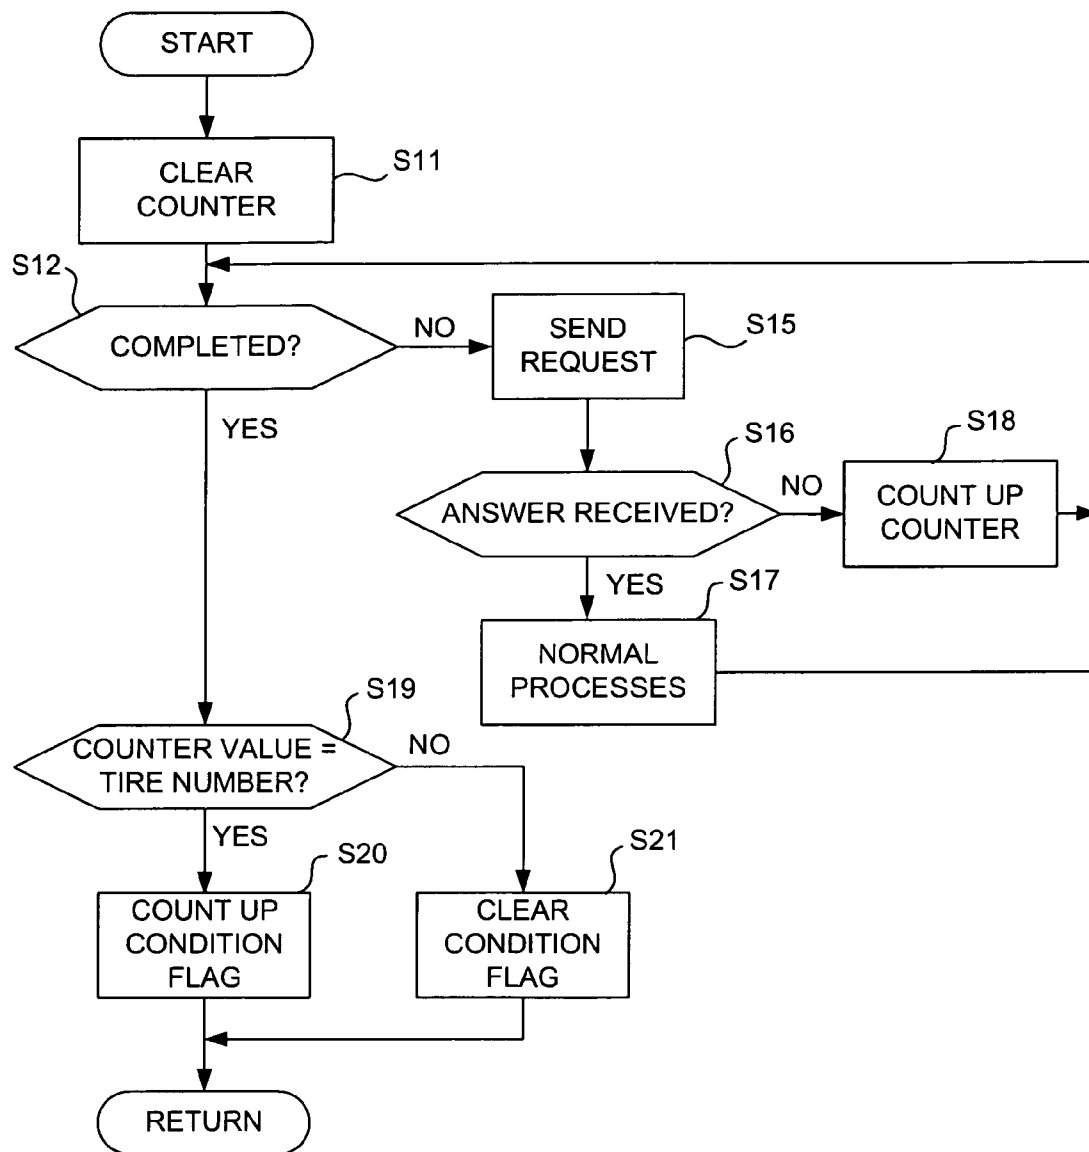 START
CLEAR
COUNTER
S11
S12
COMPLETED?
NO
SEND
REQUEST
S15
YES
S16
ANSWER RECEIVED?
NO
S18
COUNT UP
COUNTER
YES
S17
NORMAL
PROCESSES
S19
COUNTER VALUE =
TIRE NUMBER?
NO
YES
S20
COUNT UP
CONDITION
FLAG
S21
CLEAR
CONDITION
FLAG
RETURN